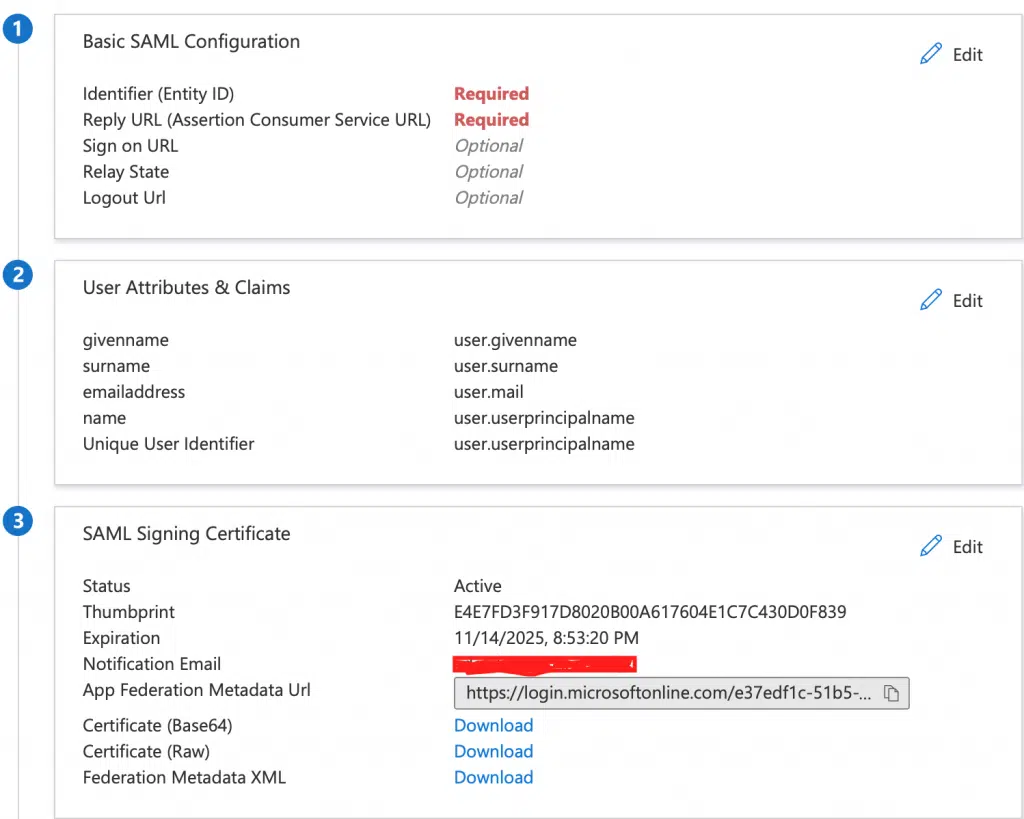 1
Basic SAML Configuration
Edit
Identifier (Entity ID) Required
Reply URL (Assertion Consumer Service URL) Required
Sign on URL Optional
Relay State Optional
Logout Url Optional
2
User Attributes & Claims
Edit
givenname user.givenname
surname user.surname
emailaddress user.mail
name user.userprincipalname
Unique User Identifier user.userprincipalname
3
SAML Signing Certificate
Edit
Status Active
Thumbprint E4E7FD3F917D8020B00A617604E1C7C430D0F839
Expiration 11/14/2025, 8:53:20 PM
Notification Email
App Federation Metadata Url https://login.microsoftonline.com/e37edf1c-51b5-...
Certificate (Base64) Download
Certificate (Raw) Download
Federation Metadata XML Download